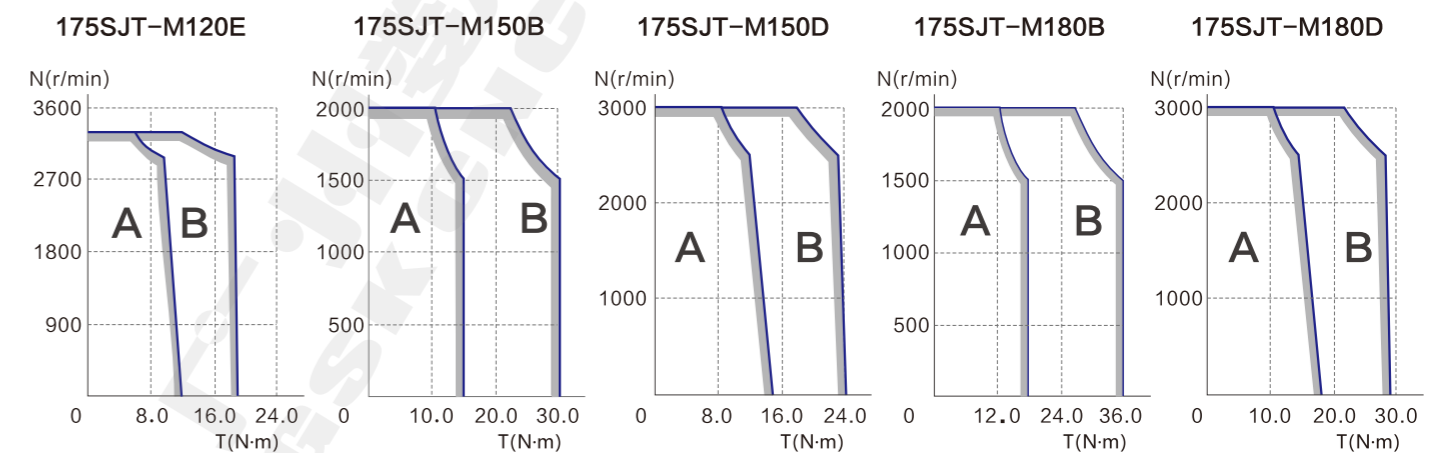 175SJT-M120E
N(r/min)
3600
2700
1800
900
A
B
0
8.0
16.0
24.0
T(N·m)
175SJT-M150B
N(r/min)
2000
1500
1000
500
A
B
0
10.0
20.0
30.0
T(N·m)
175SJT-M150D
N(r/min)
3000
2000
1000
A
B
0
8.0
16.0
24.0
T(N·m)
175SJT-M180B
N(r/min)
2000
1500
1000
500
A
B
0
12.0
24.0
36.0
T(N·m)
175SJT-M180D
N(r/min)
3000
2000
1000
A
B
0
10.0
20.0
30.0
T(N·m)